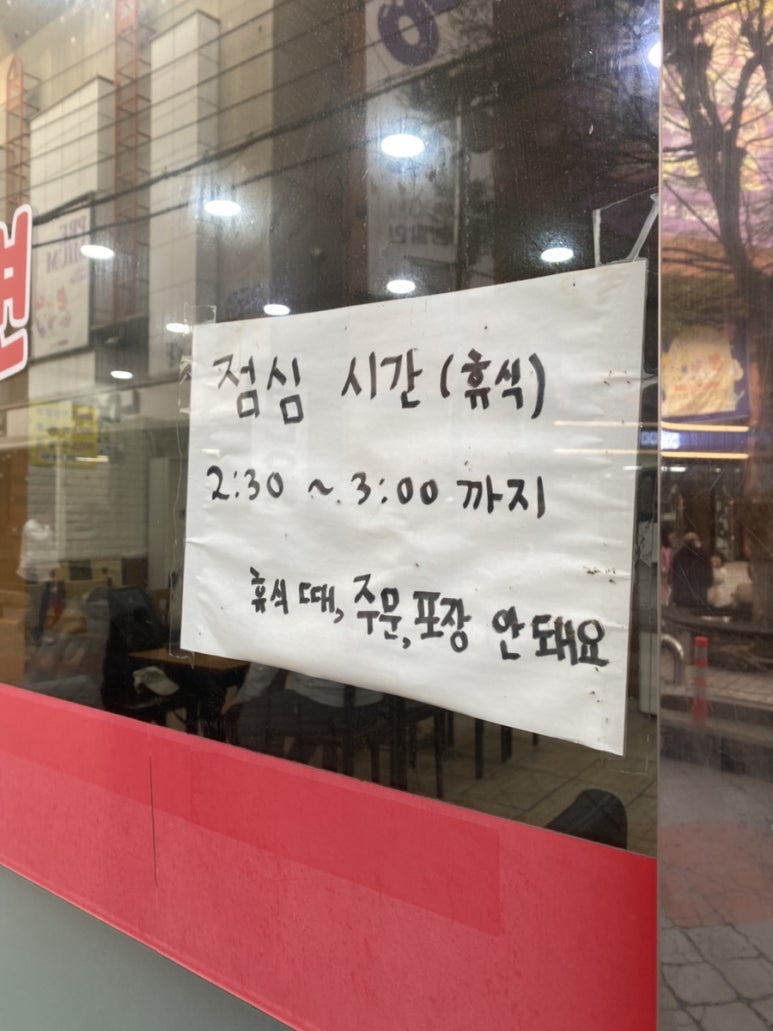 점심 시간 (휴식)
2:30 ~ 3:00 까지
휴식 때, 주문, 포장 안돼요